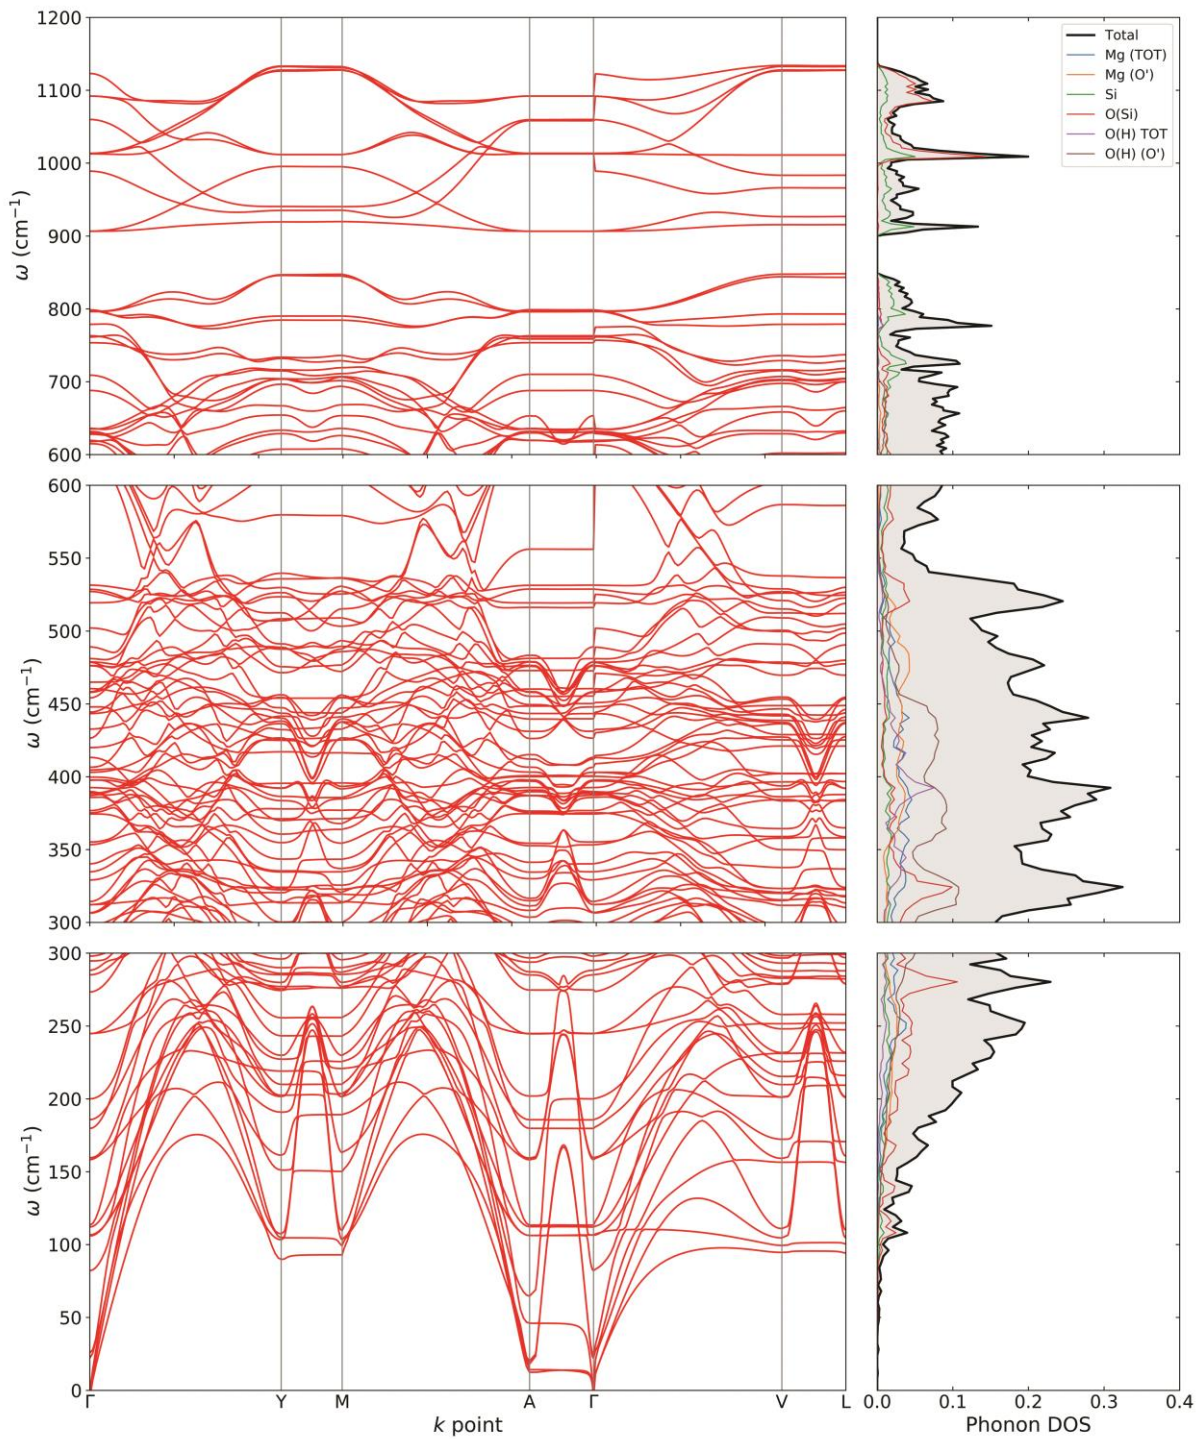 1200
1100
1000
900
800
700
600
ω (cm⁻¹)
Total
Mg (TOT)
Mg (O')
Si
O(Si)
O(H) TOT
O(H) (O')
600
550
500
450
400
350
300
ω (cm⁻¹)
300
250
200
150
100
50
0
ω (cm⁻¹)
Γ Y M A Γ V L
k point
0.0 0.1 0.2 0.3 0.4
Phonon DOS